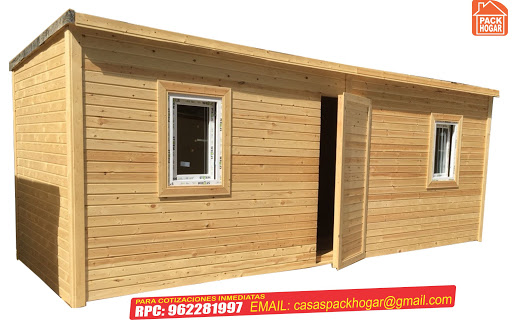 PACK
HOGAR
PARA COTIZACIONES INMEDIATAS
RPC: 962281997 EMAIL: casaspackhogar@gmail.com